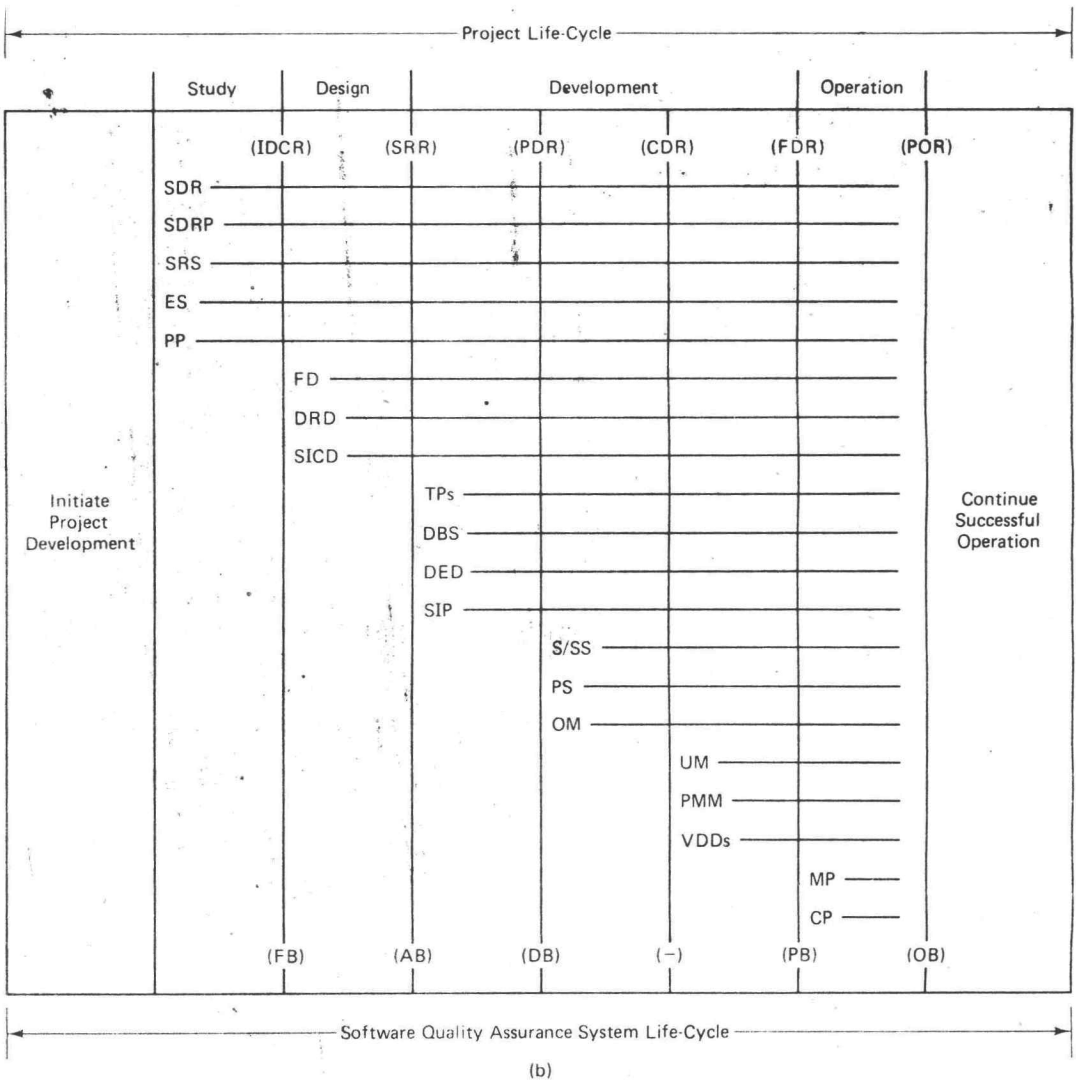 Project Life-Cycle
Study Design Development Operation
(IDCR) (SRR) (PDR) (CDR) (FDR) (POR)
SDR
SDRP
SRS
ES
PP
FD
DRD
SICD
TPs
DBS
DED
SIP
S/SS
PS
OM
UM
PMM
VDDs
MP
CP
Initiate
Project
Development
Continue
Successful
Operation
(FB) (AB) (DB) (–) (PB) (OB)
Software Quality Assurance System Life-Cycle
(b)